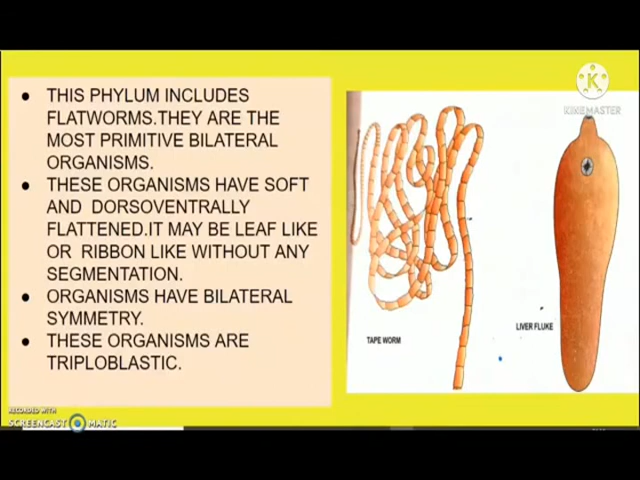 KINEMASTER
● THIS PHYLUM INCLUDES
FLATWORMS.THEY ARE THE
MOST PRIMITIVE BILATERAL
ORGANISMS.
● THESE ORGANISMS HAVE SOFT
AND DORSOVENTRALLY
FLATTENED.IT MAY BE LEAF LIKE
OR RIBBON LIKE WITHOUT ANY
SEGMENTATION.
● ORGANISMS HAVE BILATERAL
SYMMETRY.
● THESE ORGANISMS ARE
TRIPLOBLASTIC.
TAPE WORM
LIVER FLUKE
RECORDED WITH
SCREENCAST MATIC